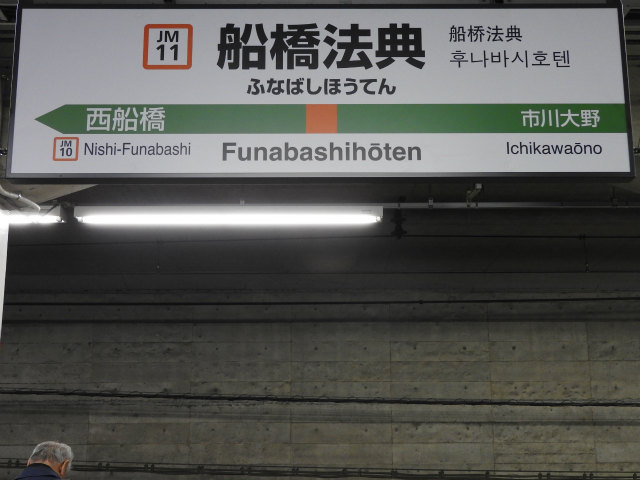 JM
11
船橋法典
ふなばしほうてん
船桥法典
후나바시호텐
西船橋
市川大野
JM
10
Nishi-Funabashi
Funabashihōten
Ichikawaōno